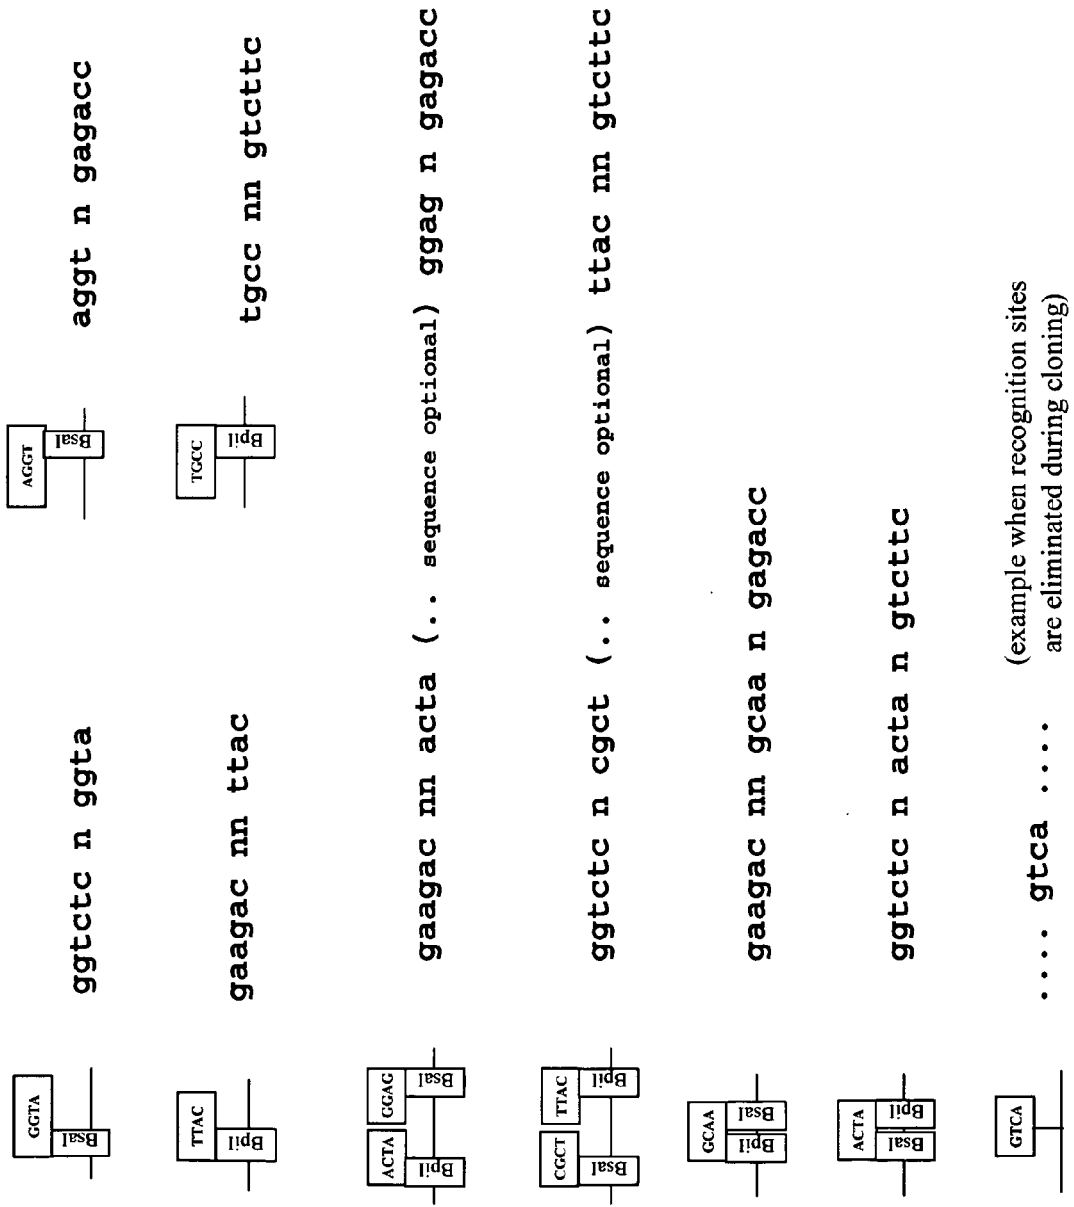 GGTA
BsaI
ggtctc n ggta
AGGT
BsaI
aggt n gagacc
TTAC
BpiI
gaagac nn ttac
TGCC
BpiI
tgcc nn gtcttc
ACTA GGAG
BpiI BsaI
gaagac nn acta (.. sequence optional) ggag n gagacc
CGCT TTAC
BsaI BpiI
ggtctc n cgct (.. sequence optional) ttac nn gtcttc
GCAA
BpiI BsaI
gaagac nn gcaa n gagacc
ACTA
BsaI BpiI
ggtctc n acta n gtcttc
GTCA
.... gtca ....
(example when recognition sites
are eliminated during cloning)